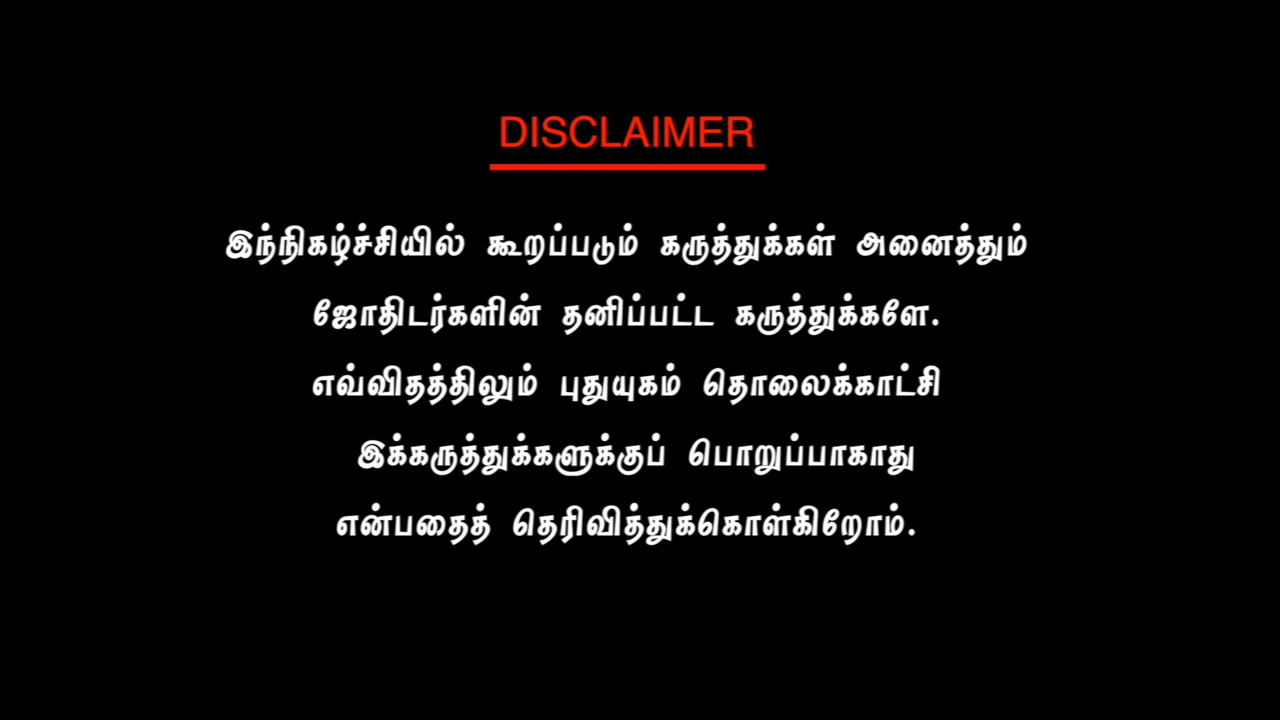 DISCLAIMER
இந்நிகழ்ச்சியில் கூறப்படும் கருத்துக்கள் அனைத்தும்
ஜோதிடர்களின் தனிப்பட்ட கருத்துக்களே.
எவ்விதத்திலும் புதுயுகம் தொலைக்காட்சி
இக்கருத்துக்களுக்குப் பொறுப்பாகாது
என்பதைத் தெரிவித்துக்கொள்கிறோம்.